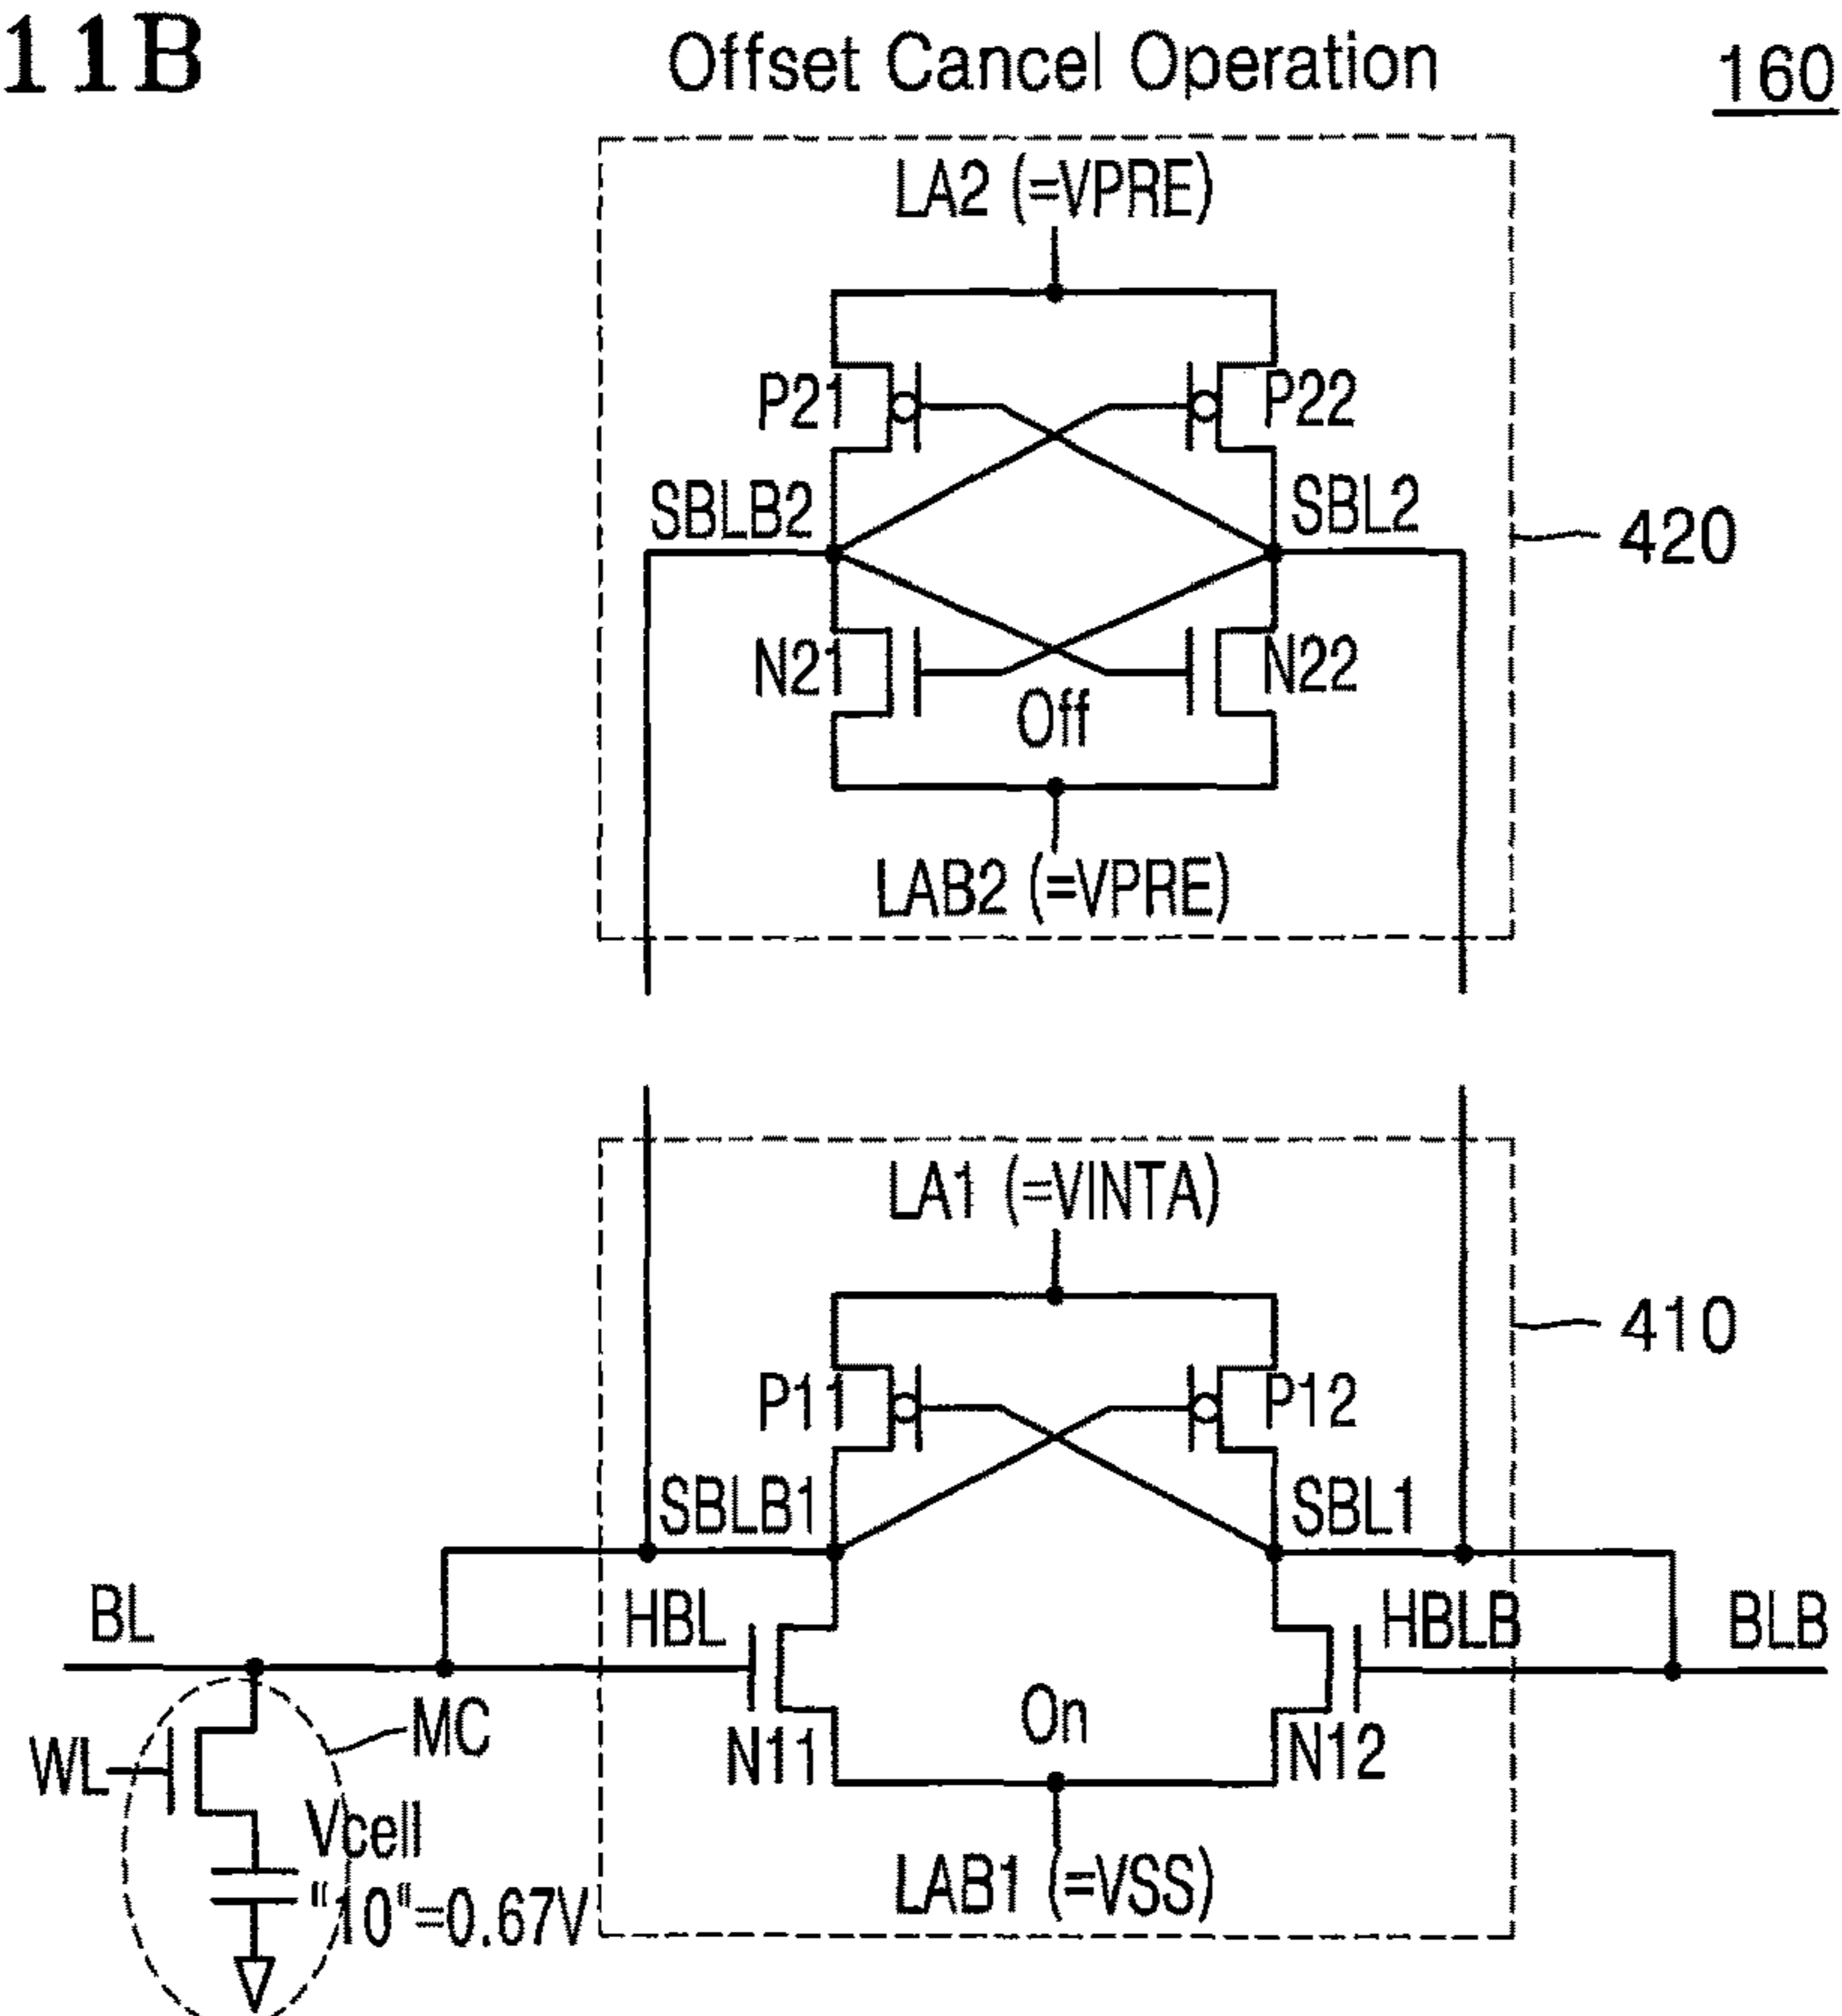 11B
Offset Cancel Operation
160
LA2 (=VPRE)
P21
P22
SBLB2
SBL2
420
N21
N22
Off
LAB2 (=VPRE)
LA1 (=VINTA)
410
P11
P12
SBLB1
SBL1
BL
HBL
HBLB
BLB
MC
On
WL
N11
N12
Vcell
"10"=0.67V
LAB1 (=VSS)